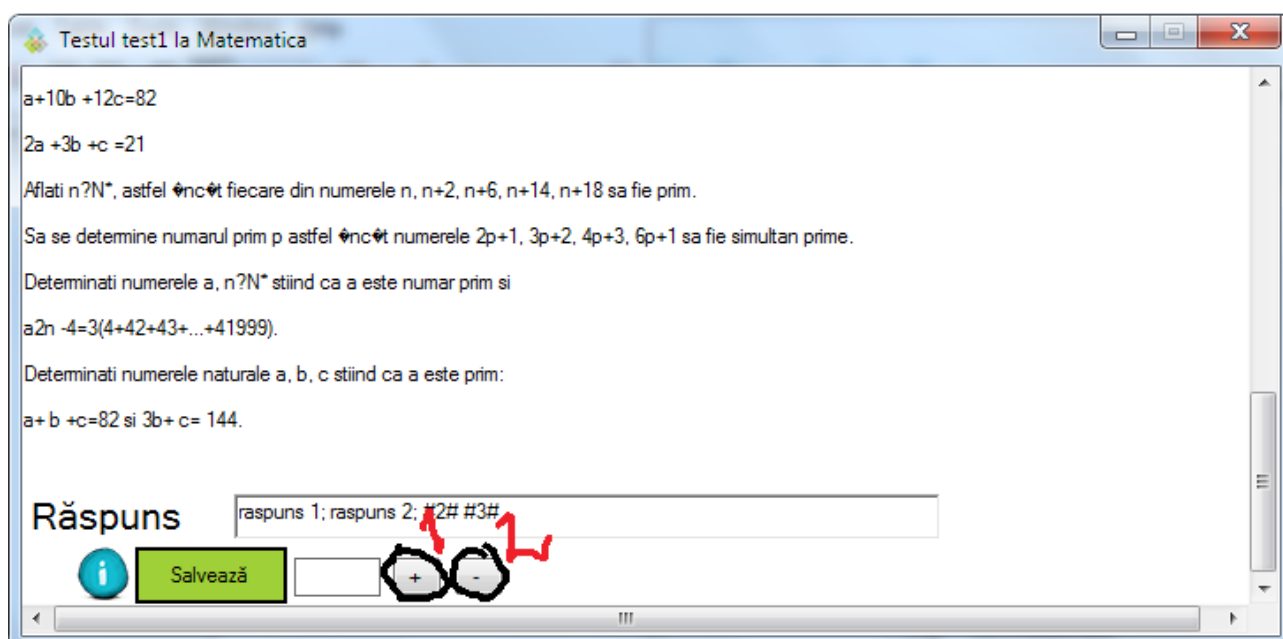 Testul test1 la Matematica
a+10b +12c=82
2a +3b +c =21
Aflati n?N*, astfel �nc�t fiecare din numerele n, n+2, n+6, n+14, n+18 sa fie prim.
Sa se determine numarul prim p astfel �nc�t numerele 2p+1, 3p+2, 4p+3, 6p+1 sa fie simultan prime.
Determinati numerele a, n?N* stiind ca a este numar prim si
a2n -4=3(4+42+43+...+41999).
Determinati numerele naturale a, b, c stiind ca a este prim:
a+ b +c=82 si 3b+ c= 144.
Răspuns raspuns 1; raspuns 2; #2# #3#
1 2
i Salvează + -